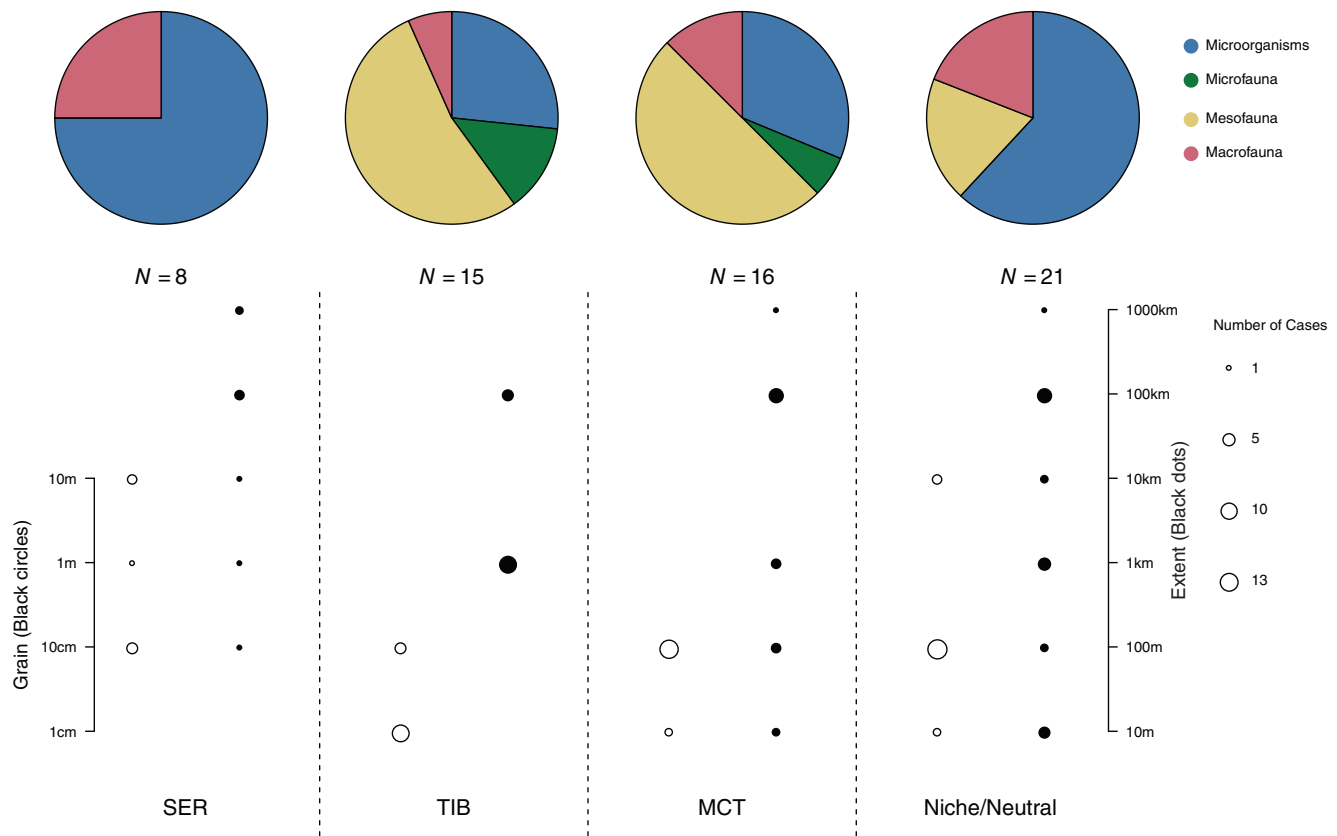 Microorganisms
Microfauna
Mesofauna
Macrofauna
N = 8
N = 15
N = 16
N = 21
Grain (Black circles)
10m
1m
10cm
1cm
1000km
100km
10km
1km
100m
10m
Extent (Black dots)
Number of Cases
1
5
10
13
SER
TIB
MCT
Niche/Neutral